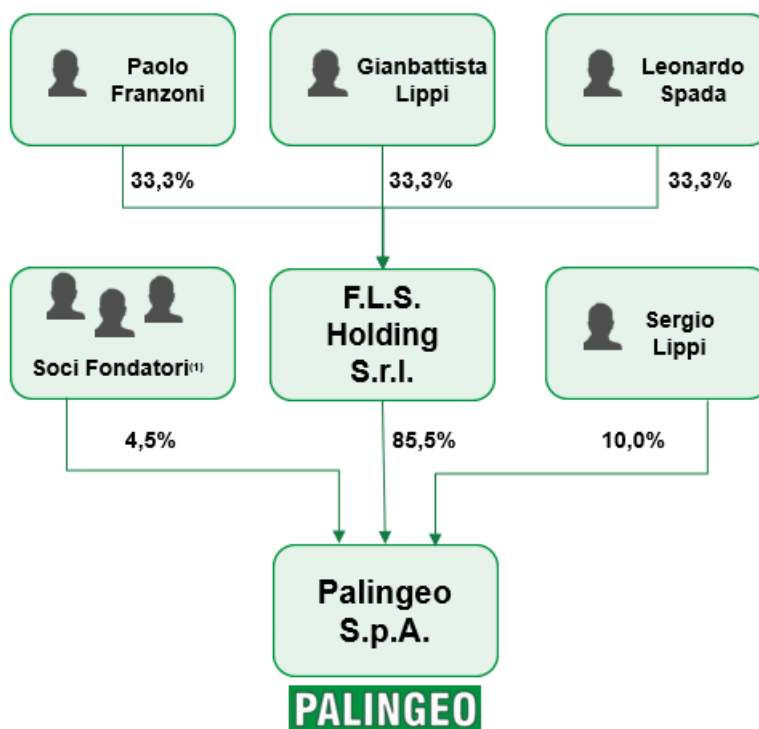 Paolo
Franzoni
Gianbattista
Lippi
Leonardo
Spada
33,3%
33,3%
33,3%
Soci Fondatori(1)
F.L.S.
Holding
S.r.l.
Sergio
Lippi
4,5%
85,5%
10,0%
Palingeo
S.p.A.
PALINGEO